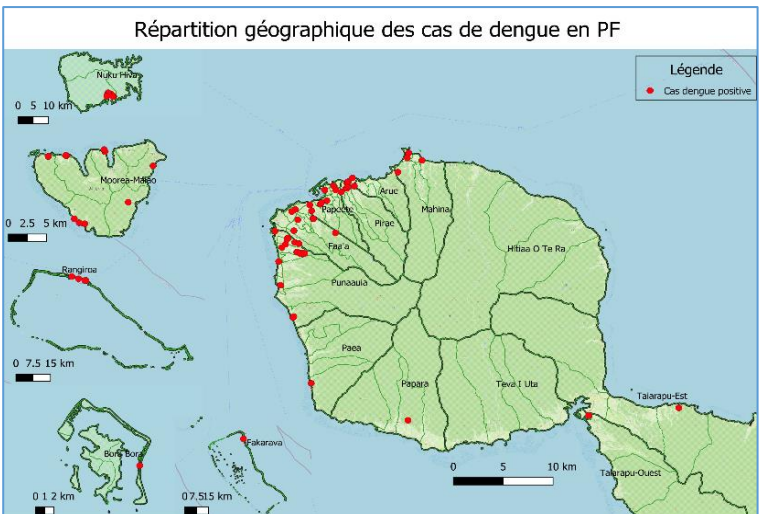 Répartition géographique des cas de dengue en PF
Légende
Cas dengue positive
Nuku Hiva
0 5 10 km
Moorea-Maiao
0 2.5 5 km
Rangiroa
0 7.5 15 km
Bora Bora
0 1 2 km
Fakarava
0 7.5 15 km
Arue
Mahina
Papeete
Pirae
Hitiaa O Te Ra
Faa'a
Punaauia
Paea
Papara
Teva I Uta
Taiarapu-Est
Taiarapu-Ouest
0 5 10 km